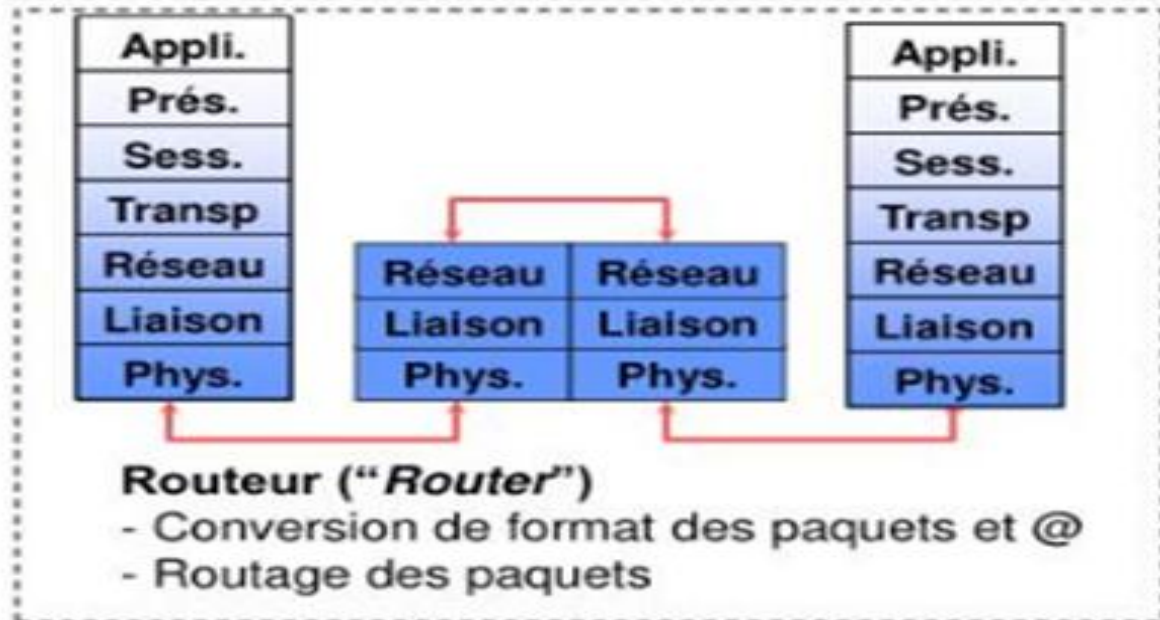 Appli.
Prés.
Sess.
Transp
Réseau
Liaison
Phys.
Réseau Réseau
Liaison Liaison
Phys. Phys.
Appli.
Prés.
Sess.
Transp
Réseau
Liaison
Phys.
Routeur (“Router”)
- Conversion de format des paquets et @
- Routage des paquets